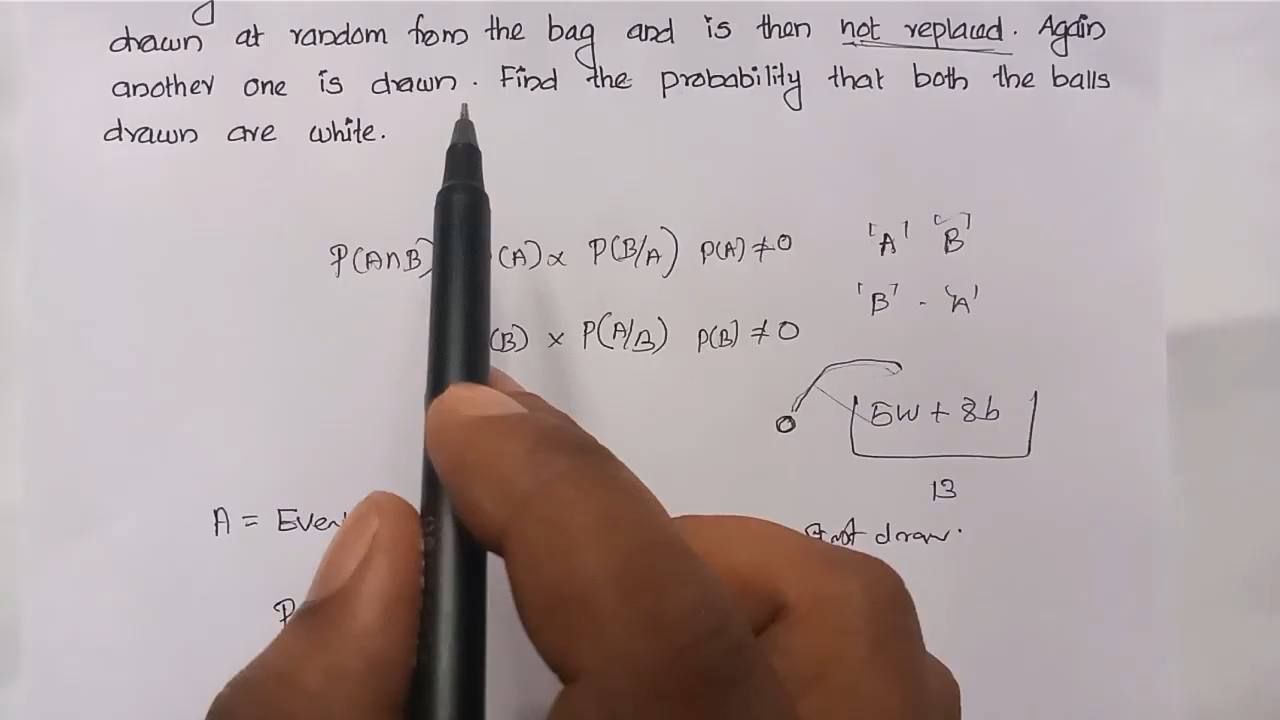 drawn at random from the bag and is then not replaced. Again
another one is drawn. Find the probability that both the balls
drawn are white.
P(A∩B) (A) × P(B/A) P(A) ≠ 0 "A" "B"
(B) × P(A/B) P(B) ≠ 0 "B" - "A"
5W + 8b
13
A = draw.
P